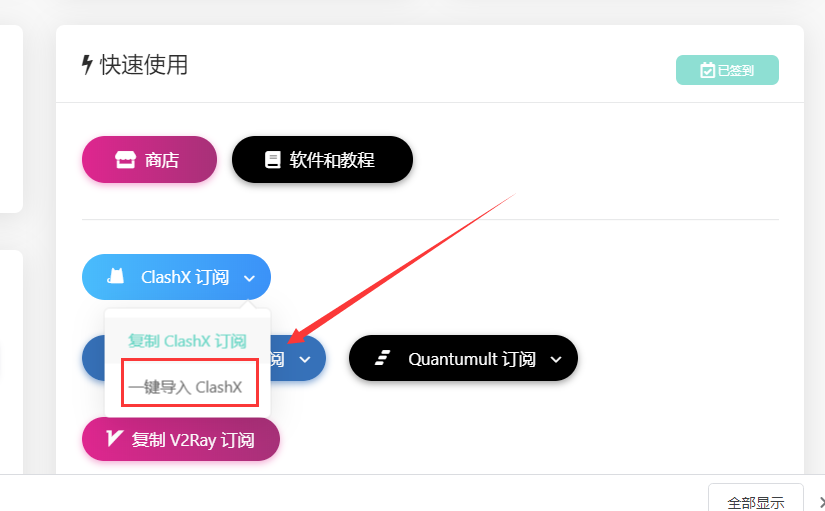 快速使用
已签到
商店
软件和教程
ClashX 订阅
复制 ClashX 订阅
阅
Quantumult 订阅
一键导入 ClashX
复制 V2Ray 订阅
全部显示